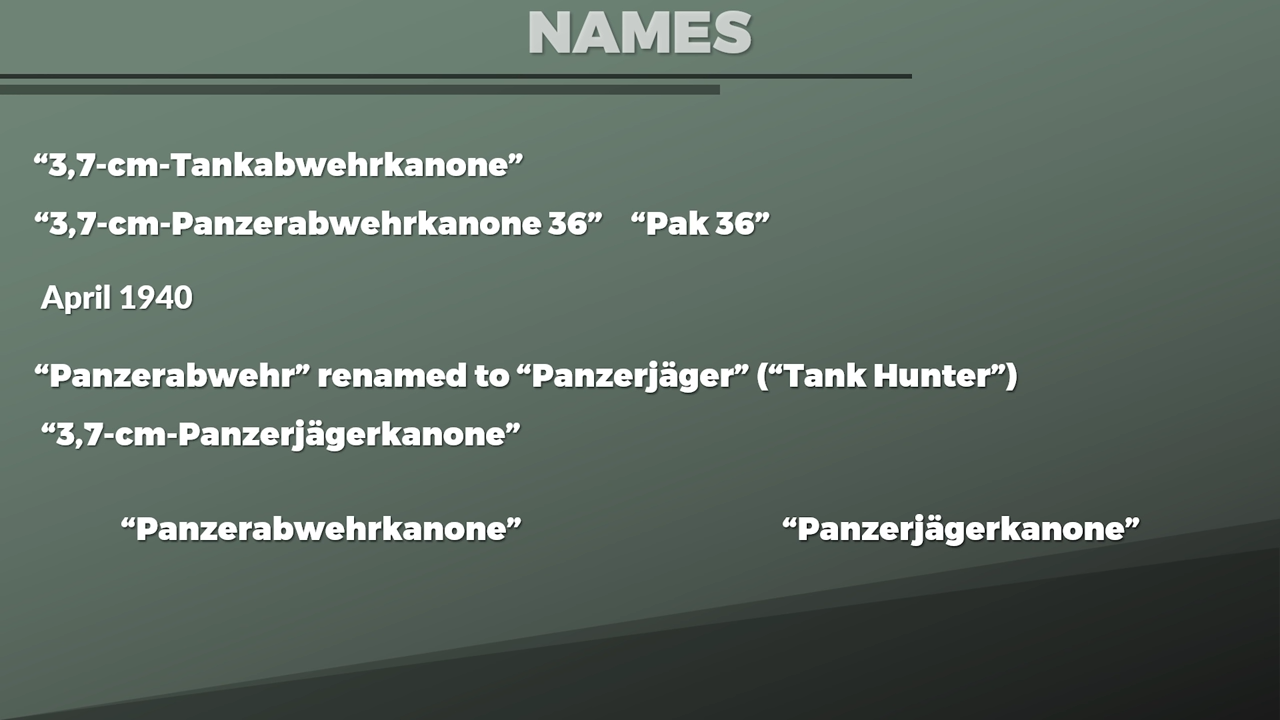 NAMES
“3,7-cm-Tankabwehrkanone”
“3,7-cm-Panzerabwehrkanone 36” “Pak 36”
April 1940
“Panzerabwehr” renamed to “Panzerjäger” (“Tank Hunter”)
“3,7-cm-Panzerjägerkanone”
“Panzerabwehrkanone” “Panzerjägerkanone”